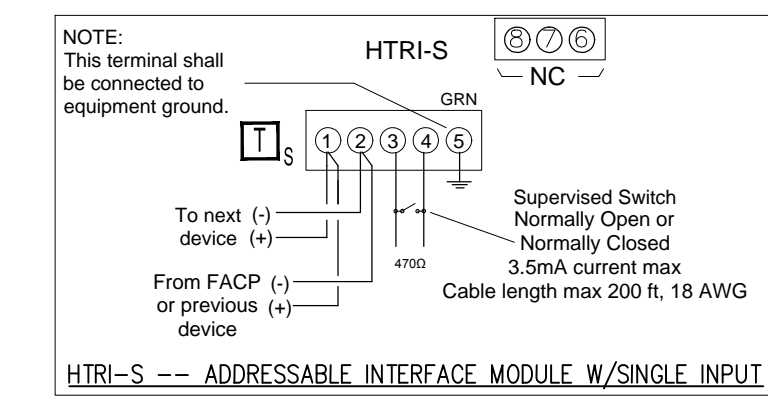 NOTE:
This terminal shall
be connected to
equipment ground.
HTRI-S
8 7 6
NC
GRN
T S
1 2 3 4 5
To next (-)
device (+)
From FACP (-)
or previous (+)
device
470Ω
Supervised Switch
Normally Open or
Normally Closed
3.5mA current max
Cable length max 200 ft, 18 AWG
HTRI-S -- ADDRESSABLE INTERFACE MODULE W/SINGLE INPUT